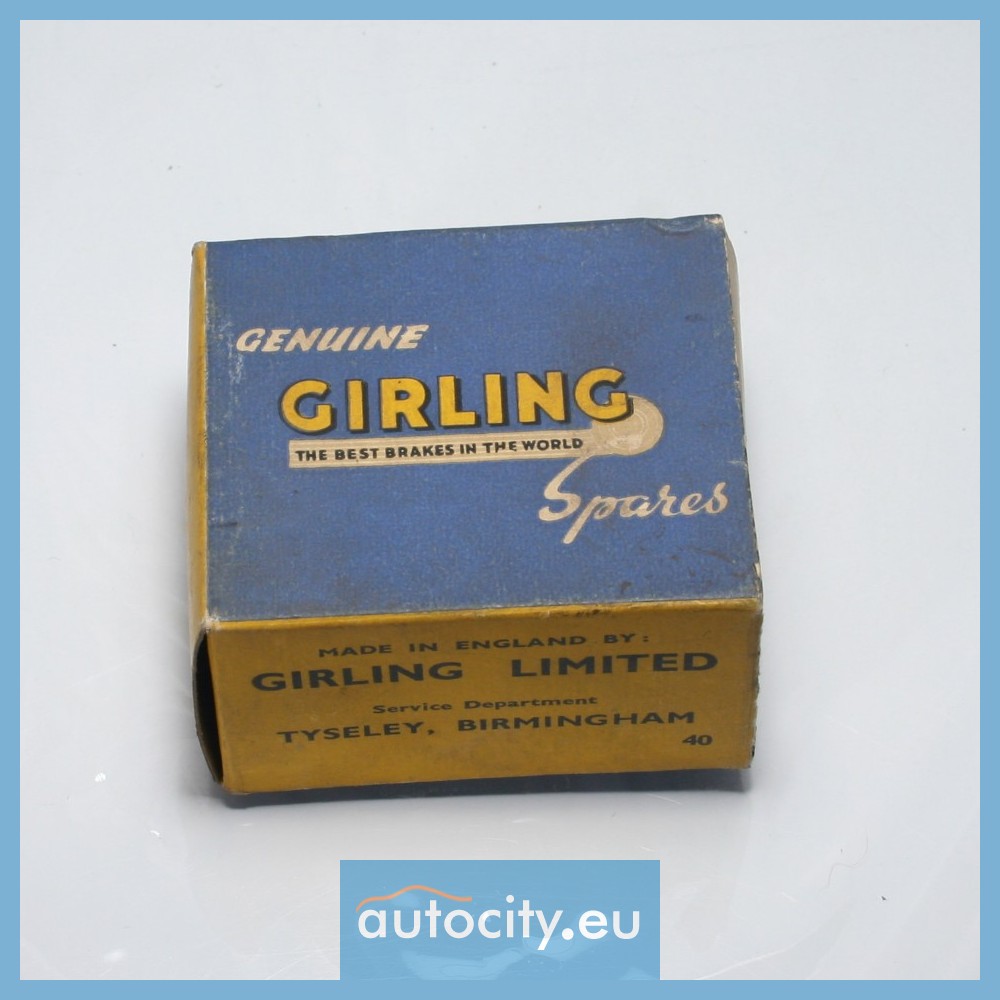 GENUINE
GIRLING
THE BEST BRAKES IN THE WORLD
Spares
MADE IN ENGLAND BY:
GIRLING LIMITED
Service Department
TYSELEY, BIRMINGHAM
40
autocity.eu